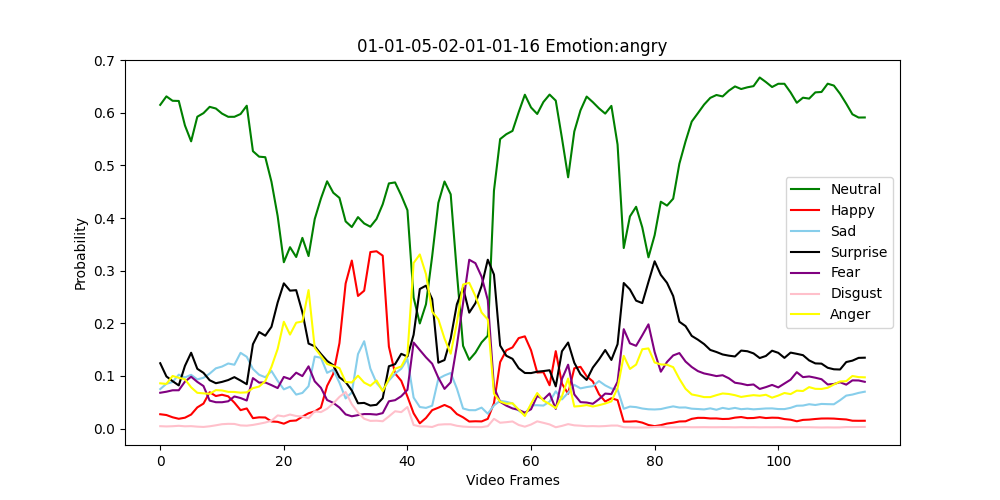 01-01-05-02-01-01-16 Emotion:angry
0.7
0.6
0.5
0.4
0.3
0.2
0.1
0.0
Probability
Neutral
Happy
Sad
Surprise
Fear
Disgust
Anger
0 20 40 60 80 100
Video Frames